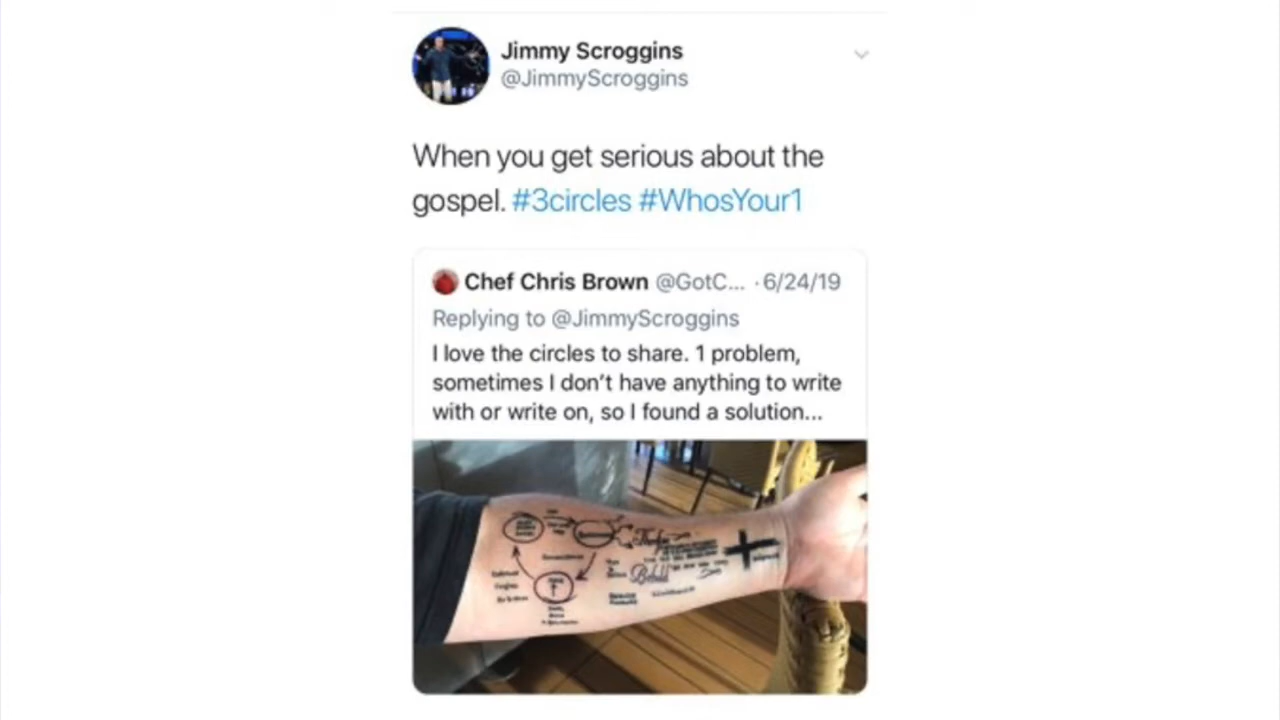 Jimmy Scroggins
@JimmyScroggins
When you get serious about the
gospel. #3circles #WhosYour1
Chef Chris Brown @GotC... · 6/24/19
Replying to @JimmyScroggins
I love the circles to share. 1 problem,
sometimes I don't have anything to write
with or write on, so I found a solution...
Behold